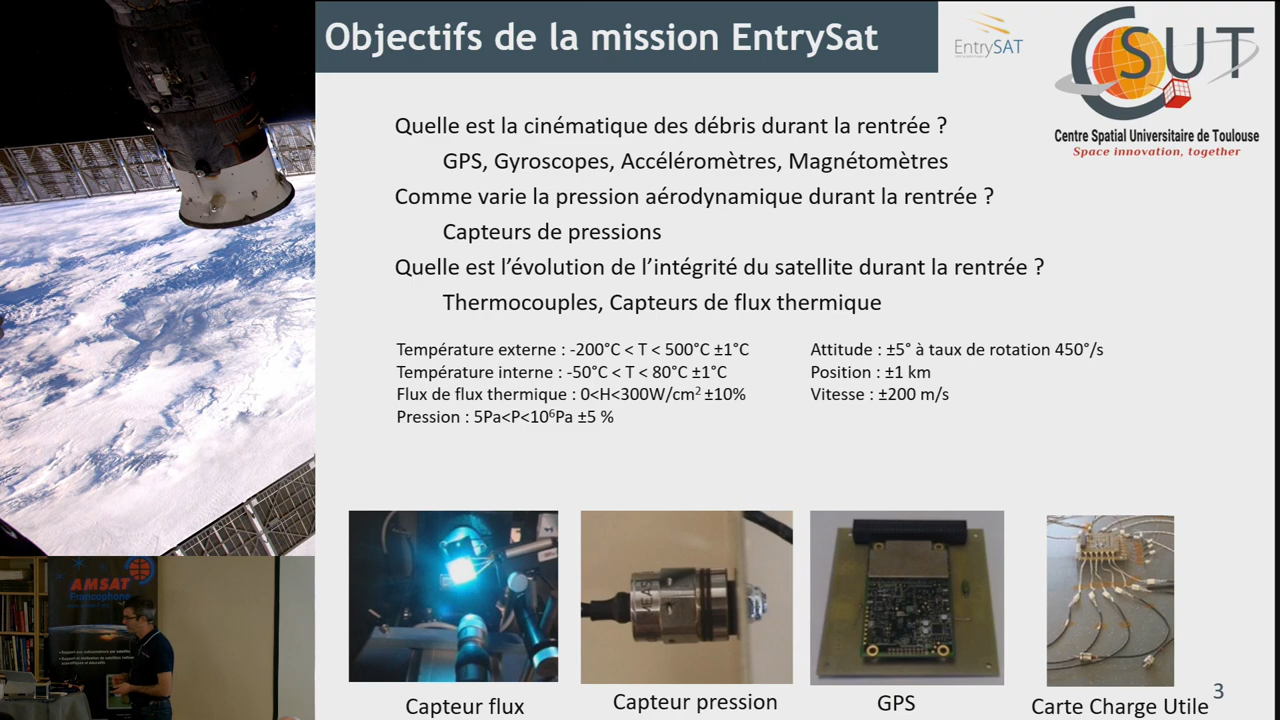 Objectifs de la mission EntrySat
EntrySAT
CSUT
Centre Spatial Universitaire de Toulouse
Space innovation, together
Quelle est la cinématique des débris durant la rentrée ?
GPS, Gyroscopes, Accéléromètres, Magnétomètres
Comme varie la pression aérodynamique durant la rentrée ?
Capteurs de pressions
Quelle est l’évolution de l’intégrité du satellite durant la rentrée ?
Thermocouples, Capteurs de flux thermique
Température externe : -200°C < T < 500°C ±1°C
Température interne : -50°C < T < 80°C ±1°C
Flux de flux thermique : 0<H<300W/cm² ±10%
Pression : 5Pa<P<10⁶Pa ±5 %
Attitude : ±5° à taux de rotation 450°/s
Position : ±1 km
Vitesse : ±200 m/s
AMSAT
Francophone
Capteur flux
Capteur pression
GPS
Carte Charge Utile
3